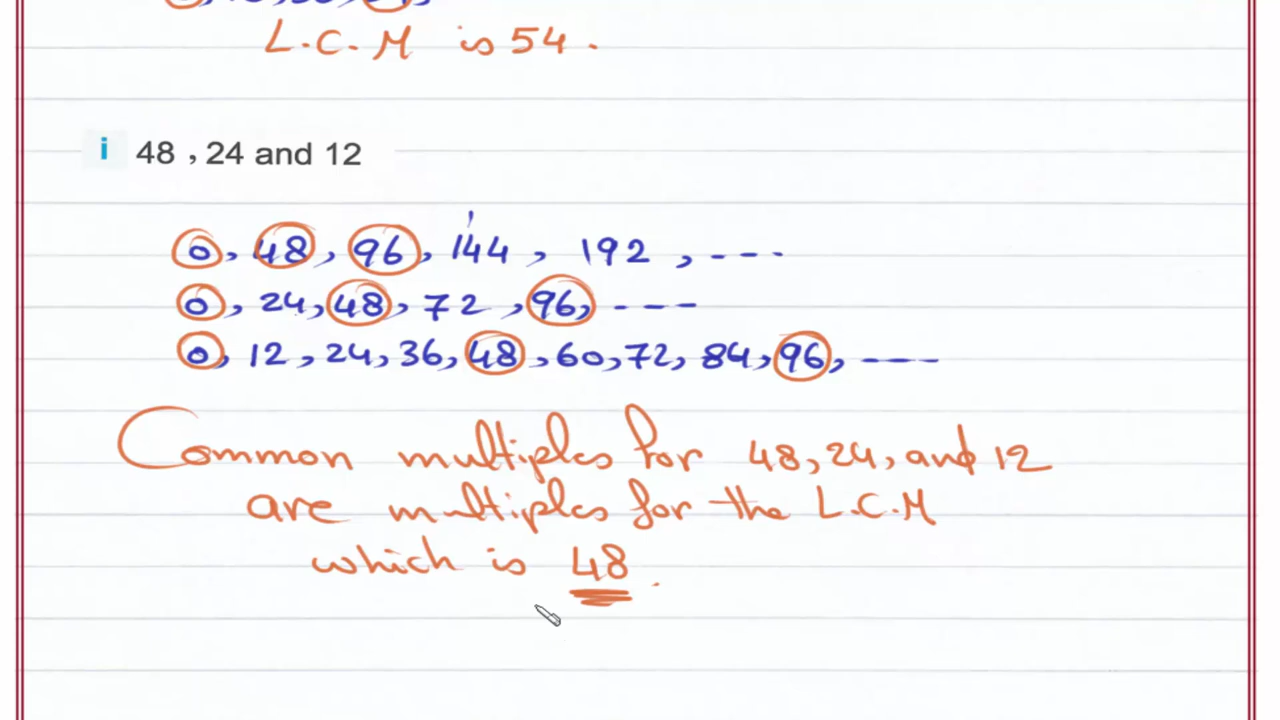 L.C.M is 54.
i 48 , 24 and 12
0, 48, 96, 144, 192, ----
0, 24, 48, 72, 96, ---
0, 12, 24, 36, 48, 60, 72, 84, 96, ----
Common multiples for 48, 24, and 12
are multiples for the L.C.M
which is 48.